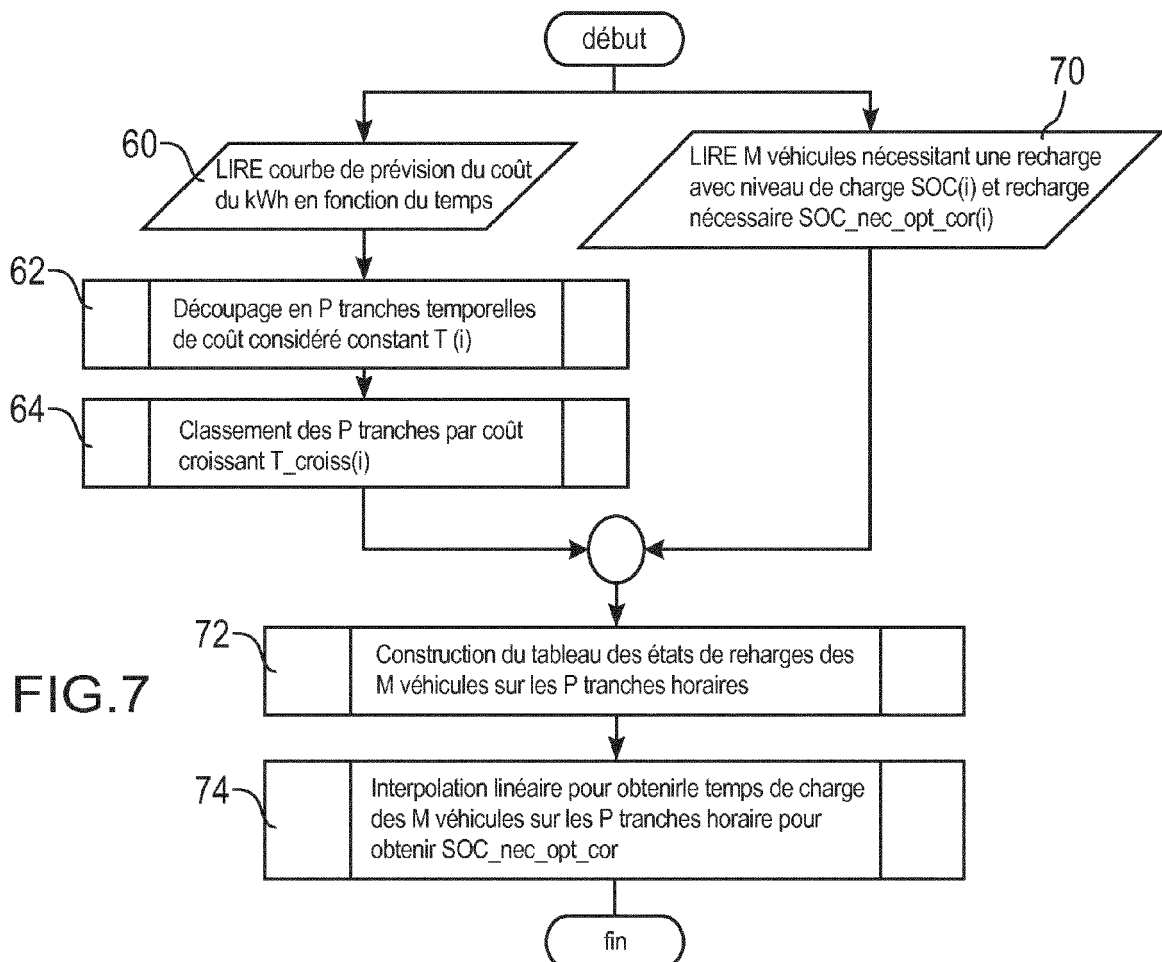 début
70
60
LIRE courbe de prévision du coût
du kWh en fonction du temps
LIRE M véhicules nécessitant une recharge
avec niveau de charge SOC(i) et recharge
nécessaire SOC_nec_opt_cor(i)
62
Découpage en P tranches temporelles
de coût considéré constant T (i)
64
Classement des P tranches par coût
croissant T_croiss(i)
72
Construction du tableau des états de reharges des
M véhicules sur les P tranches horaires
FIG.7
74
Interpolation linéaire pour obtenirle temps de charge
des M véhicules sur les P tranches horaire pour
obtenir SOC_nec_opt_cor
fin